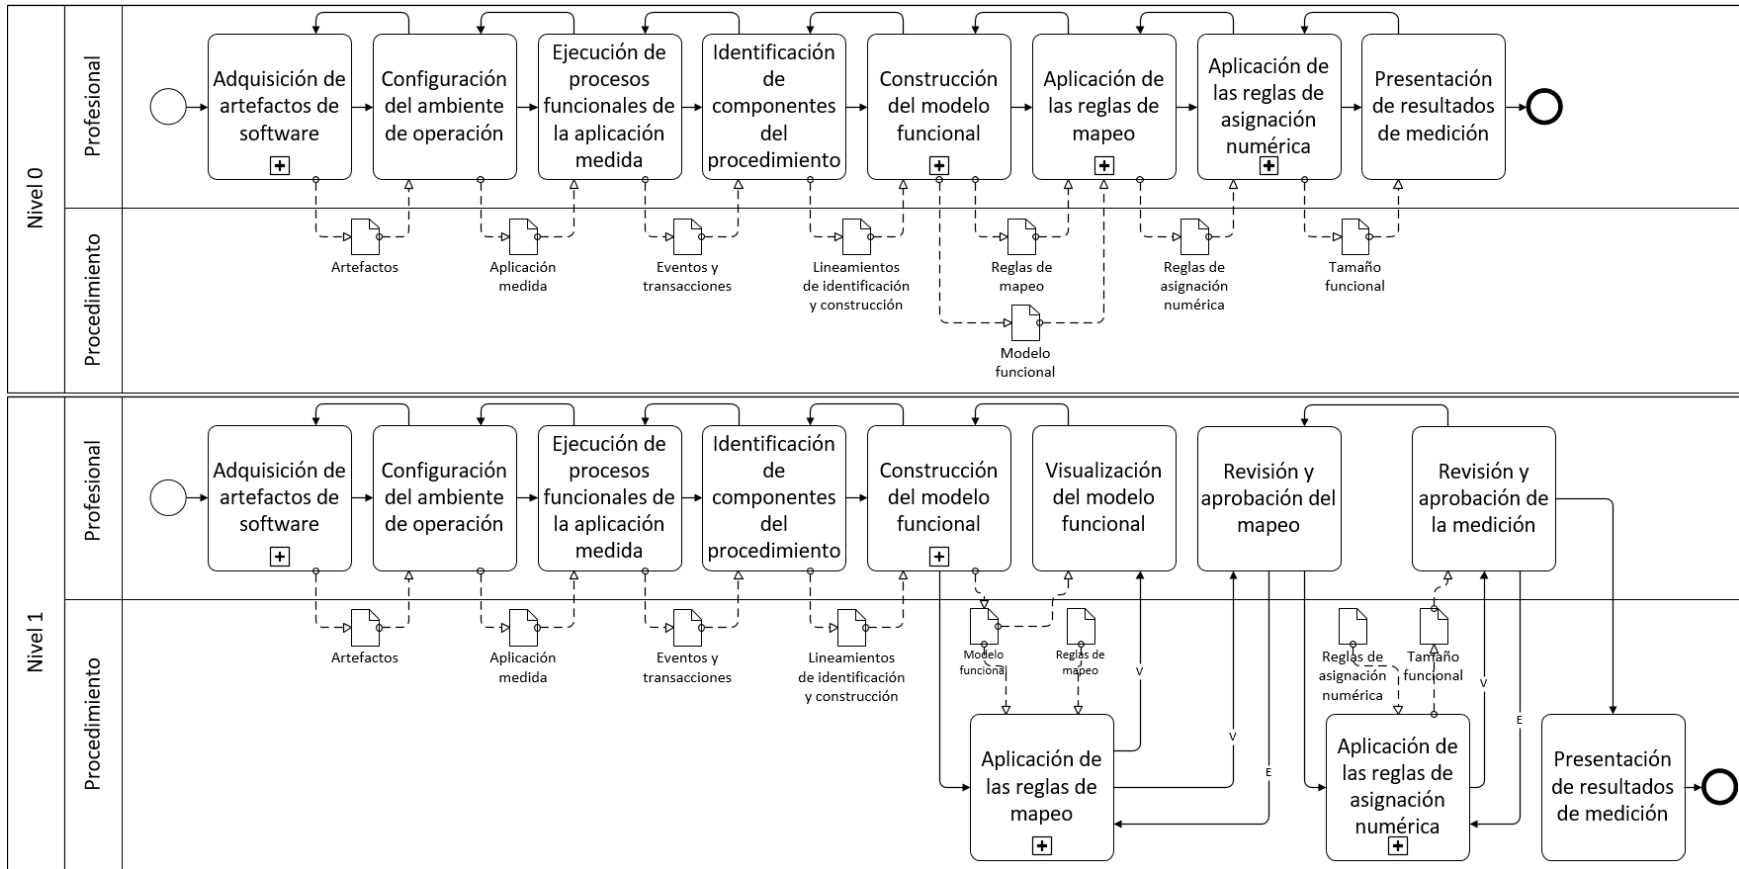 Nivel 0
Profesional
Adquisición de
artefactos de
software
Configuración
del ambiente
de operación
Ejecución de
procesos
funcionales de
la aplicación
medida
Identificación
de
componentes
del
procedimiento
Construcción
del modelo
funcional
Aplicación de
las reglas de
mapeo
Aplicación de
las reglas de
asignación
numérica
Presentación
de resultados
de medición
Procedimiento
Artefactos
Aplicación
medida
Eventos y
transacciones
Lineamientos
de identificación
y construcción
Reglas de
mapeo
Reglas de
asignación
numérica
Tamaño
funcional
Modelo
funcional
Nivel 1
Profesional
Adquisición de
artefactos de
software
Configuración
del ambiente
de operación
Ejecución de
procesos
funcionales de
la aplicación
medida
Identificación
de
componentes
del
procedimiento
Construcción
del modelo
funcional
Visualización
del modelo
funcional
Revisión y
aprobación del
mapeo
Revisión y
aprobación de
la medición
Procedimiento
Artefactos
Aplicación
medida
Eventos y
transacciones
Lineamientos
de identificación
y construcción
Modelo
funcional
Reglas de
mapeo
V
V
E
Reglas de
asignación
numérica
Tamaño
funcional
V
E
Aplicación de
las reglas de
mapeo
Aplicación de
las reglas de
asignación
numérica
Presentación
de resultados
de medición